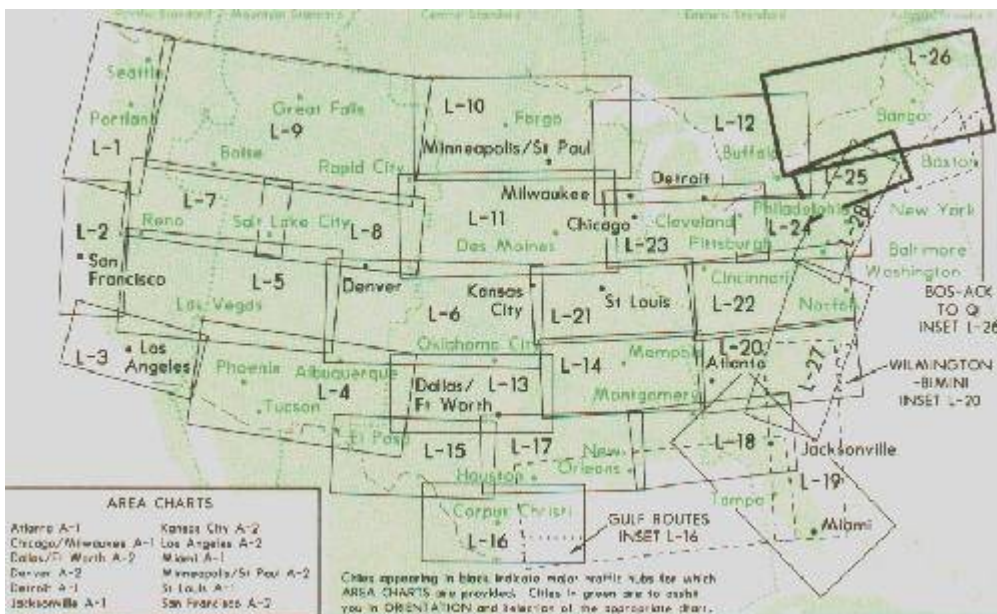 Seattle
L-26
Portland
L-9
Great Falls
L-10
Fargo
L-12
Bangor
L-1
Boise
Rapid City
Minneapolis/St Paul
Buffalo
Boston
L-7
Milwaukee
Detroit
L-25
Reno
Salt Lake City
L-8
L-11
Chicago
Cleveland
Philadelphia
New York
L-2
Des Moines
L-23
Pittsburgh
L-24
L-28
Baltimore
San
Francisco
L-5
Denver
Kansas
City
St Louis
Cincinnati
Washington
Las Vegas
L-6
L-21
L-22
Norfolk
BOS-ACK
TO Q
INSET L-26
L-3
Los
Angeles
Oklahoma City
L-14
Memphis
L-20
Atlanta
L-27
WILMINGTON
-BIMINI
INSET L-20
Phoenix
Albuquerque
L-4
Dallas/
Ft Worth
L-13
Montgomery
Tucson
El Paso
L-15
L-17
New
Orleans
L-18
Jacksonville
Houston
Tampa
L-19
Corpus Christi
L-16
GULF ROUTES
INSET L-16
Miami
AREA CHARTS
Atlanta A-1 Kansas City A-2
Chicago/Milwaukee A-1 Los Angeles A-2
Dallas/Ft Worth A-2 Miami A-1
Denver A-2 Minneapolis/St Paul A-2
Detroit A-1 St Louis A-1
Jacksonville A-1 San Francisco A-2
Cities appearing in black indicate major traffic hubs for which
AREA CHARTS are provided. Cities in green are to assist
you in ORIENTATION and selection of the appropriate chart.